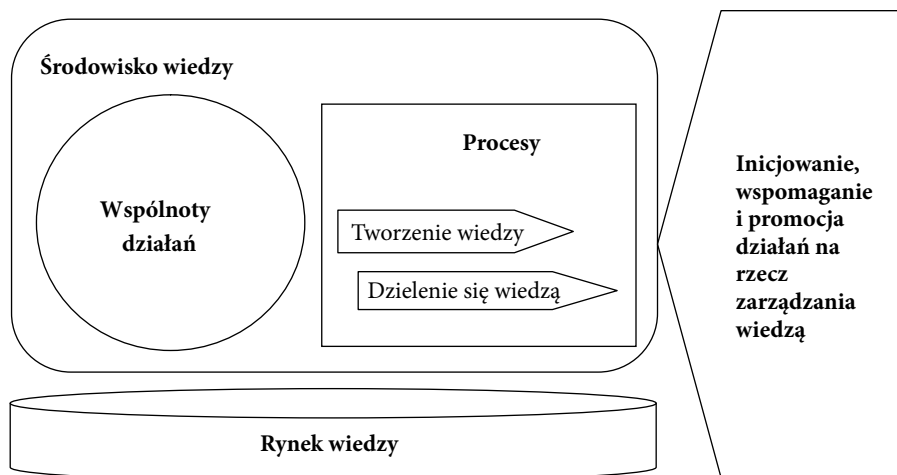 Środowisko wiedzy
Wspólnoty
działań
Procesy
Tworzenie wiedzy
Dzielenie się wiedzą
Inicjowanie,
wspomaganie
i promocja
działań na
rzecz
zarządzania
wiedzą
Rynek wiedzy